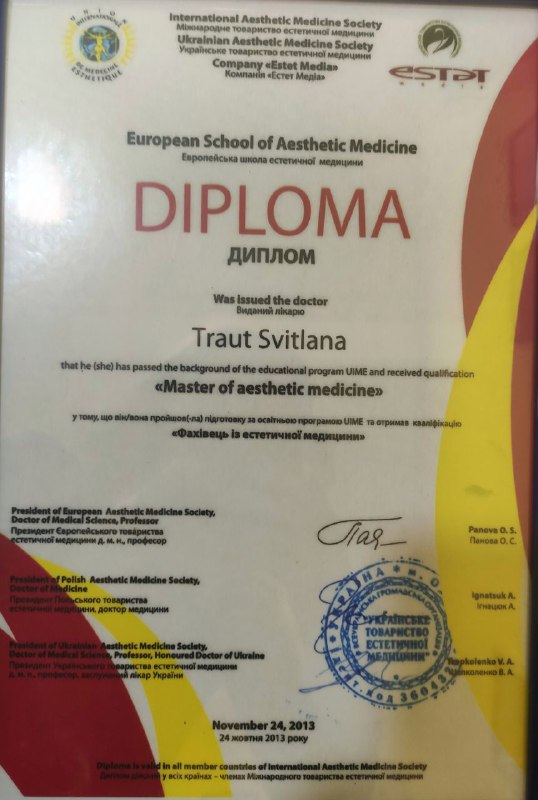 UNION
INTERNATIONALE
DE MEDECINE
ESTHETIQUE
International Aesthetic Medicine Society
Міжнародне товариство естетичної медицини
Ukrainian Aesthetic Medicine Society
Українське товариство естетичної медицини
Company «Estet Media»
Компанія «Естет Медіа»
ESTET
European School of Aesthetic Medicine
Европейська школа естетичної медицини
DIPLOMA
ДИПЛОМ
Was issued the doctor
Виданий лікарю
Traut Svitlana
that he (she) has passed the background of the educational program UIME and received qualification
«Master of aesthetic medicine»
у тому, що він/вона пройшов(-ла) підготовку за освітньою програмою UIME та отримав кваліфікацію
«Фахівець із естетичної медицини»
President of European Aesthetic Medicine Society,
Doctor of Medical Science, Professor
Президент Європейського товариства
естетичної медицини д. м. н., професор
Panova O. S.
Панова О. С.
President of Polish Aesthetic Medicine Society,
Doctor of Medicine
Президент Польського товариства
естетичної медицини, доктор медицини
Ignatsuk A.
Ігнацюк А.
President of Ukrainian Aesthetic Medicine Society,
Doctor of Medical Science, Professor, Honoured Doctor of Ukraine
Президент Українського товариства естетичної медицини
д. м. н., професор, заслужений лікар України
V. A.
В. А.
УКРАЇНА
УКРАЇНСЬКЕ
ТОВАРИСТВО
ЕСТЕТИЧНОЇ
МЕДИЦИНИ"
November 24, 2013
24 жовтня 2013 року
Diploma is valid in all member countries of International Aesthetic Medicine Society
Диплом дійсний у всіх країнах – членах Міжнародного товариства естетичної медицини